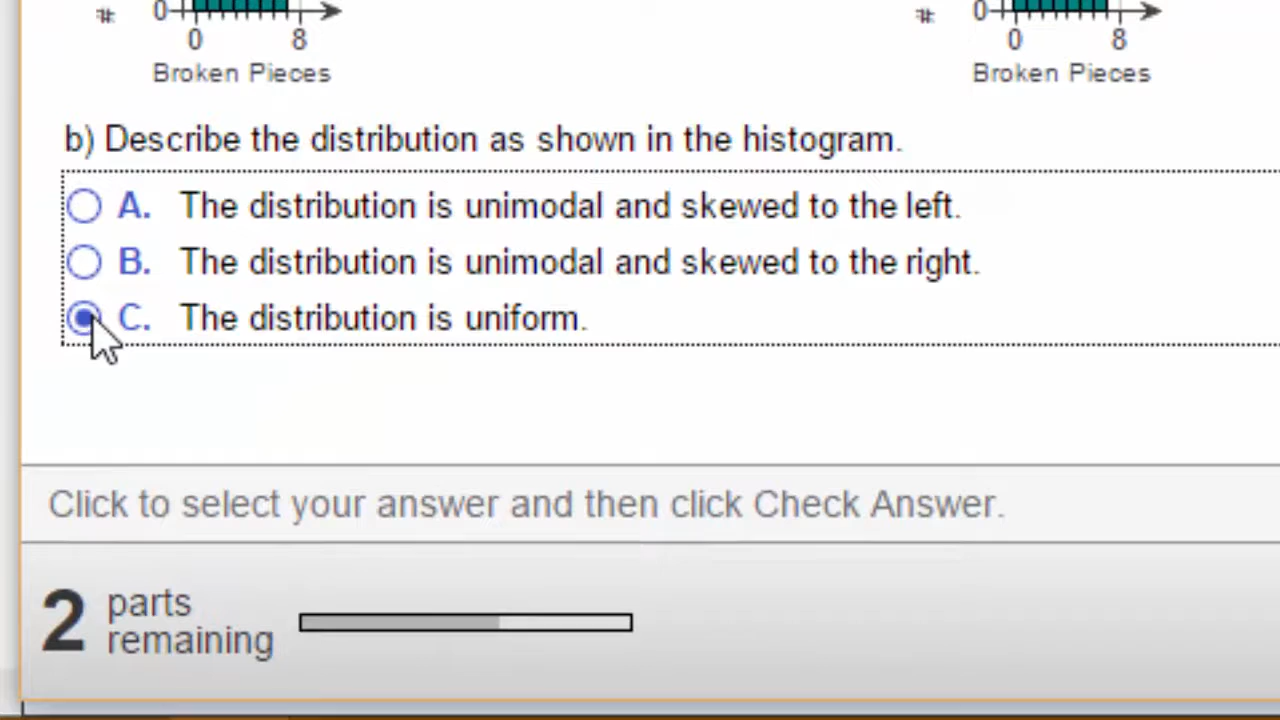 # 0 # 0
0 8 0 8
Broken Pieces Broken Pieces
b) Describe the distribution as shown in the histogram.
A. The distribution is unimodal and skewed to the left.
B. The distribution is unimodal and skewed to the right.
C. The distribution is uniform.
Click to select your answer and then click Check Answer.
2 parts
remaining